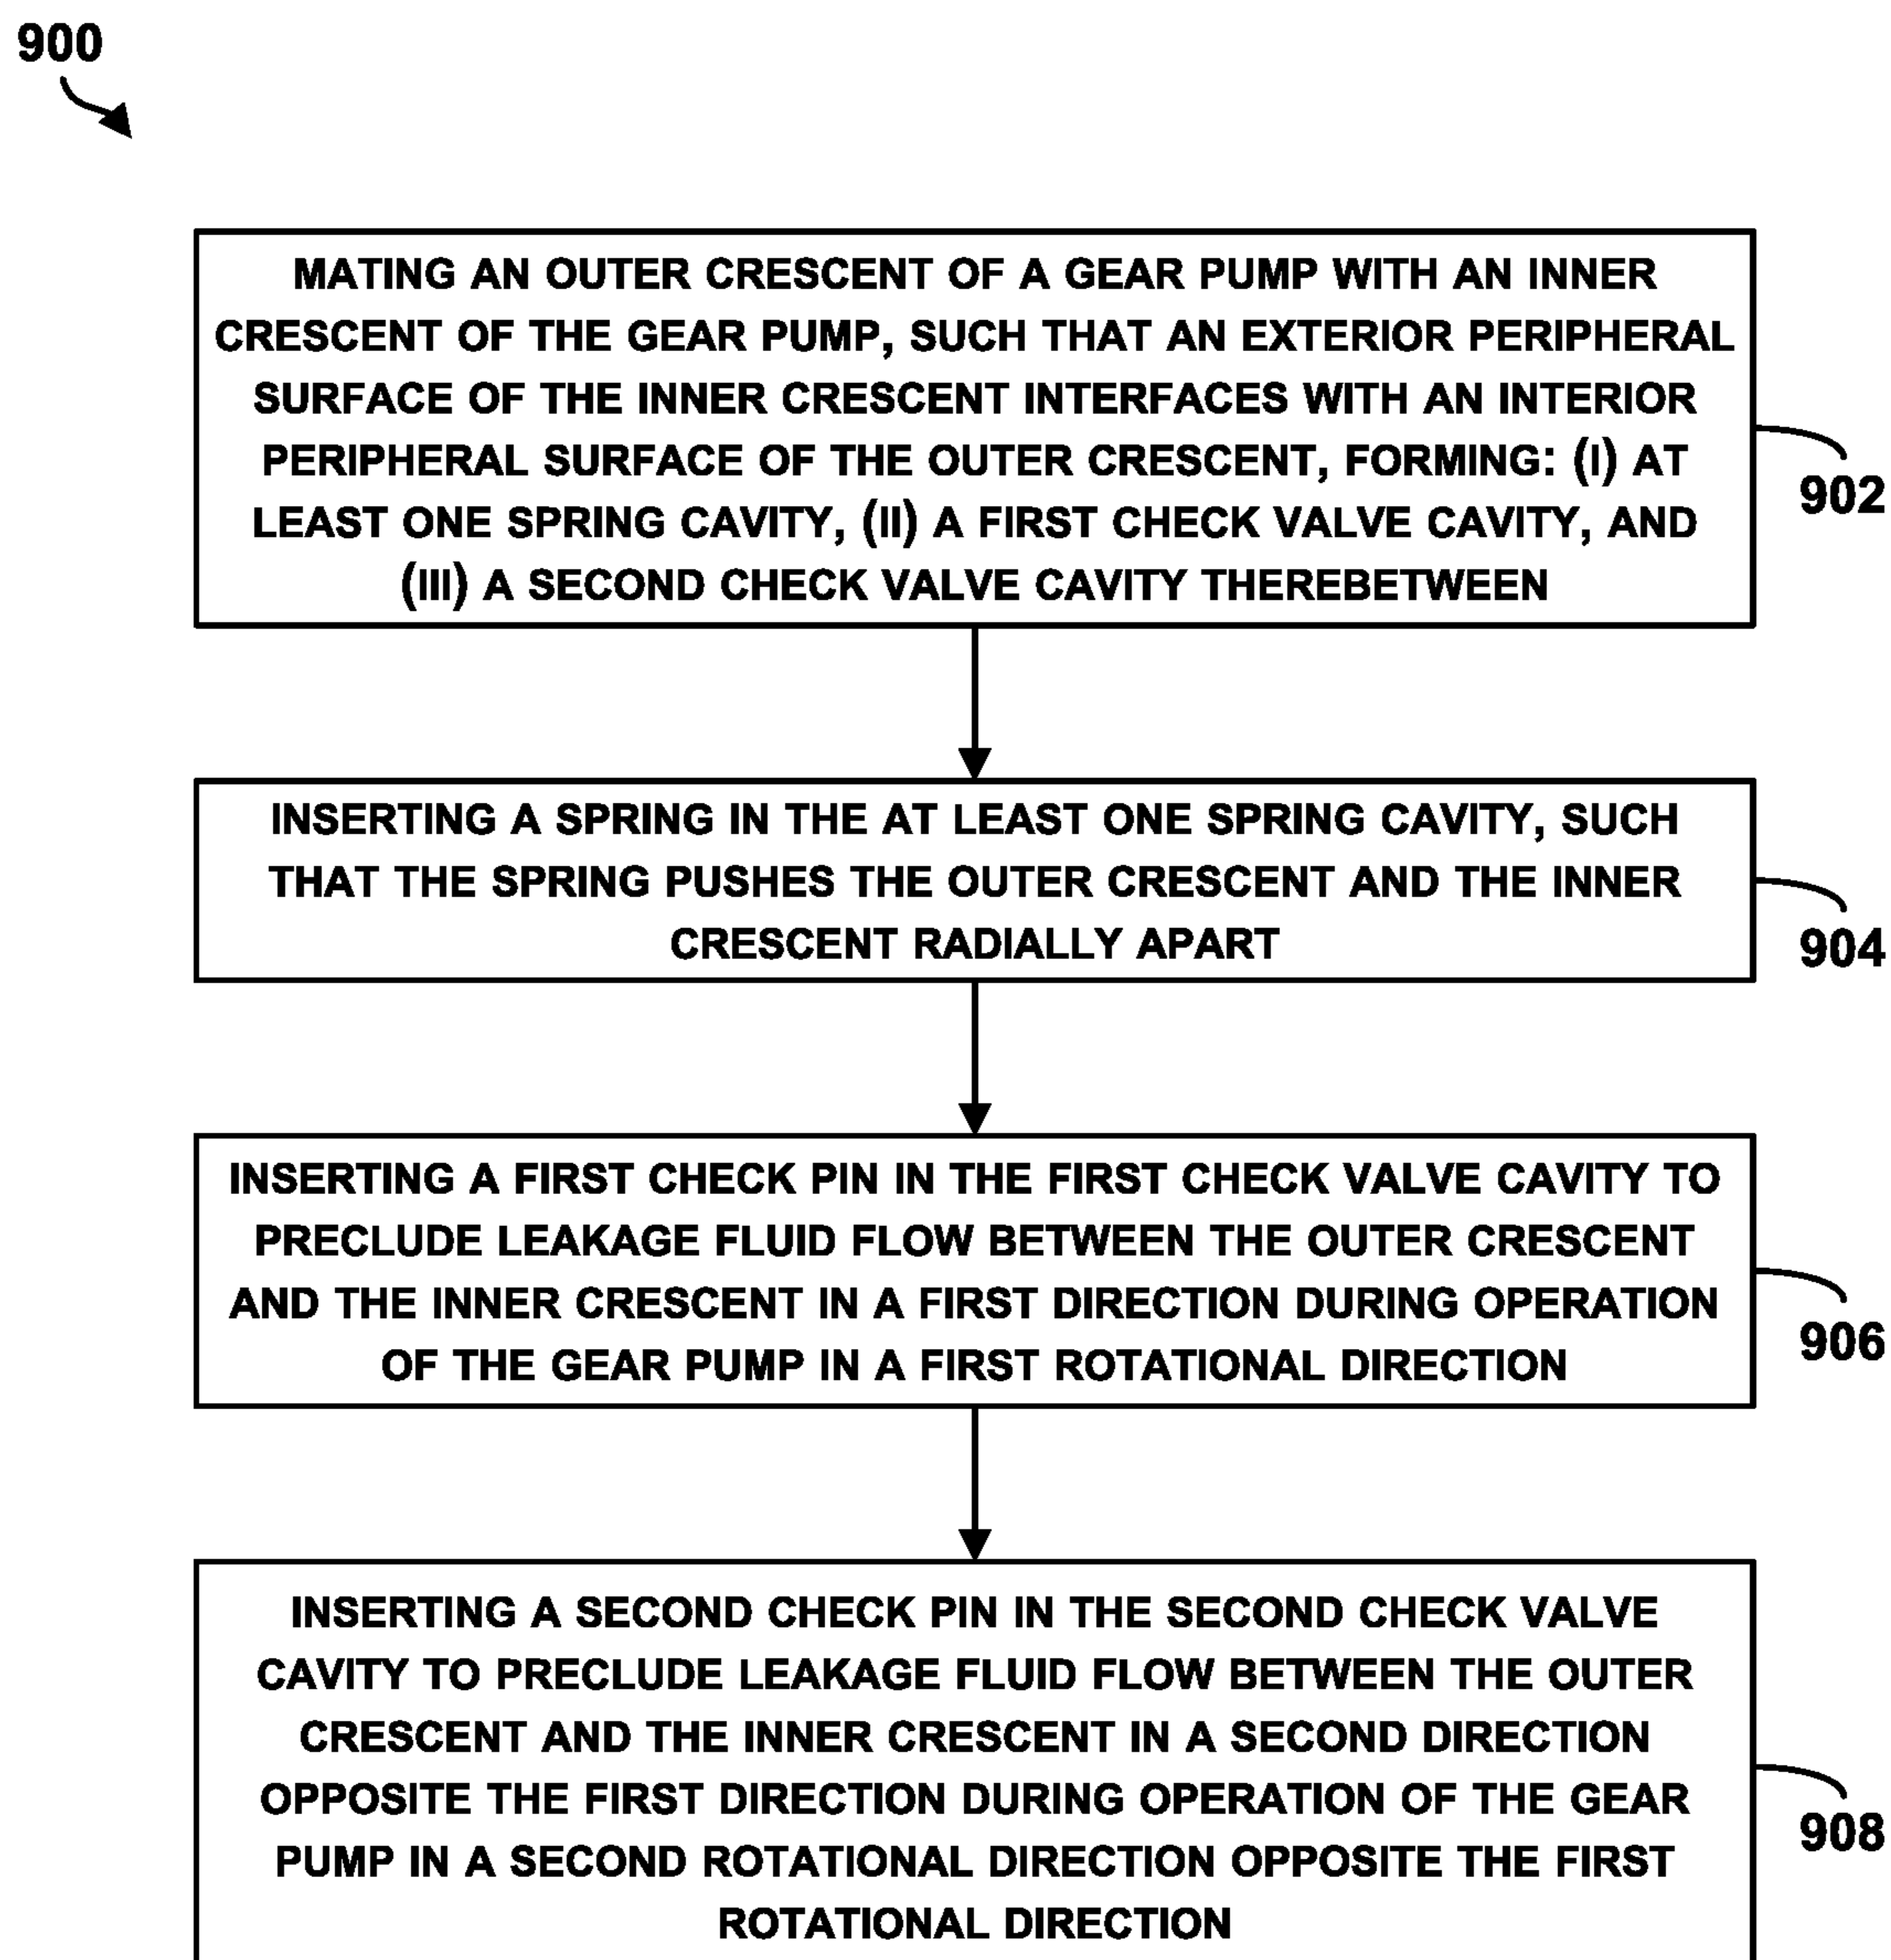 900
MATING AN OUTER CRESCENT OF A GEAR PUMP WITH AN INNER
CRESCENT OF THE GEAR PUMP, SUCH THAT AN EXTERIOR PERIPHERAL
SURFACE OF THE INNER CRESCENT INTERFACES WITH AN INTERIOR
PERIPHERAL SURFACE OF THE OUTER CRESCENT, FORMING: (I) AT
LEAST ONE SPRING CAVITY, (II) A FIRST CHECK VALVE CAVITY, AND
(III) A SECOND CHECK VALVE CAVITY THEREBETWEEN
902
INSERTING A SPRING IN THE AT LEAST ONE SPRING CAVITY, SUCH
THAT THE SPRING PUSHES THE OUTER CRESCENT AND THE INNER
CRESCENT RADIALLY APART
904
INSERTING A FIRST CHECK PIN IN THE FIRST CHECK VALVE CAVITY TO
PRECLUDE LEAKAGE FLUID FLOW BETWEEN THE OUTER CRESCENT
AND THE INNER CRESCENT IN A FIRST DIRECTION DURING OPERATION
OF THE GEAR PUMP IN A FIRST ROTATIONAL DIRECTION
906
INSERTING A SECOND CHECK PIN IN THE SECOND CHECK VALVE
CAVITY TO PRECLUDE LEAKAGE FLUID FLOW BETWEEN THE OUTER
CRESCENT AND THE INNER CRESCENT IN A SECOND DIRECTION
OPPOSITE THE FIRST DIRECTION DURING OPERATION OF THE GEAR
PUMP IN A SECOND ROTATIONAL DIRECTION OPPOSITE THE FIRST
ROTATIONAL DIRECTION
908